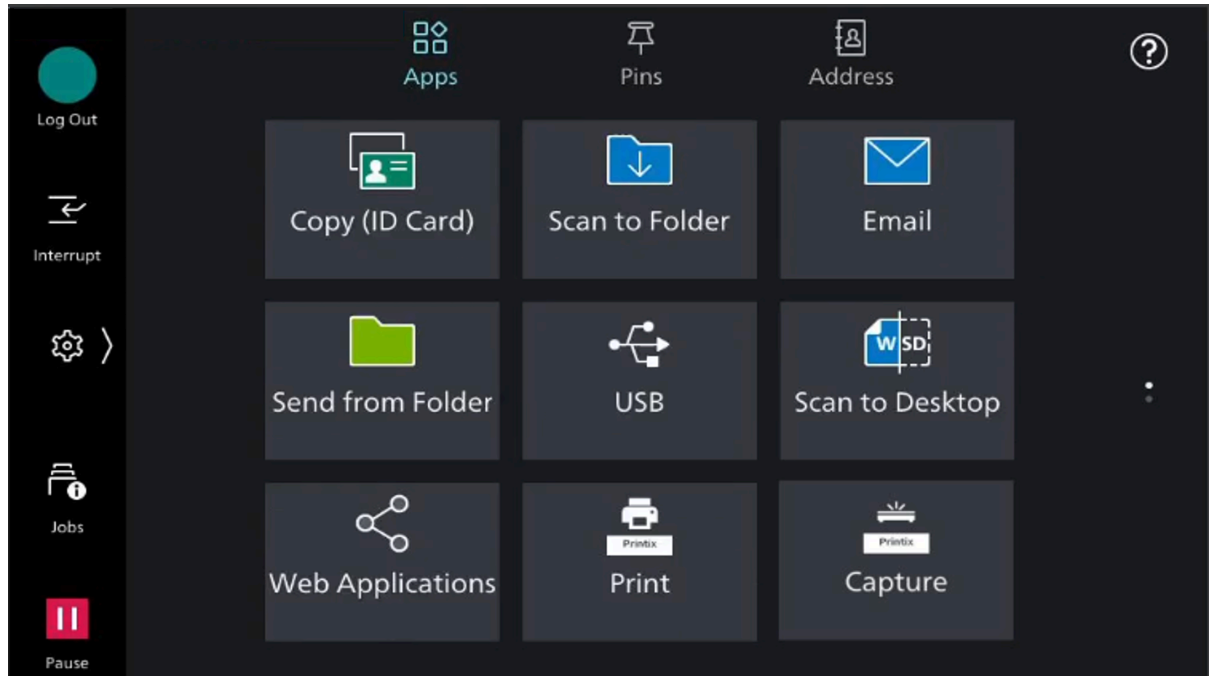 Apps
Pins
Address
?
Log Out
Copy (ID Card)
Scan to Folder
Email
Interrupt
W SD
Send from Folder
USB
Scan to Desktop
Jobs
Printix
Printix
Web Applications
Print
Capture
Pause